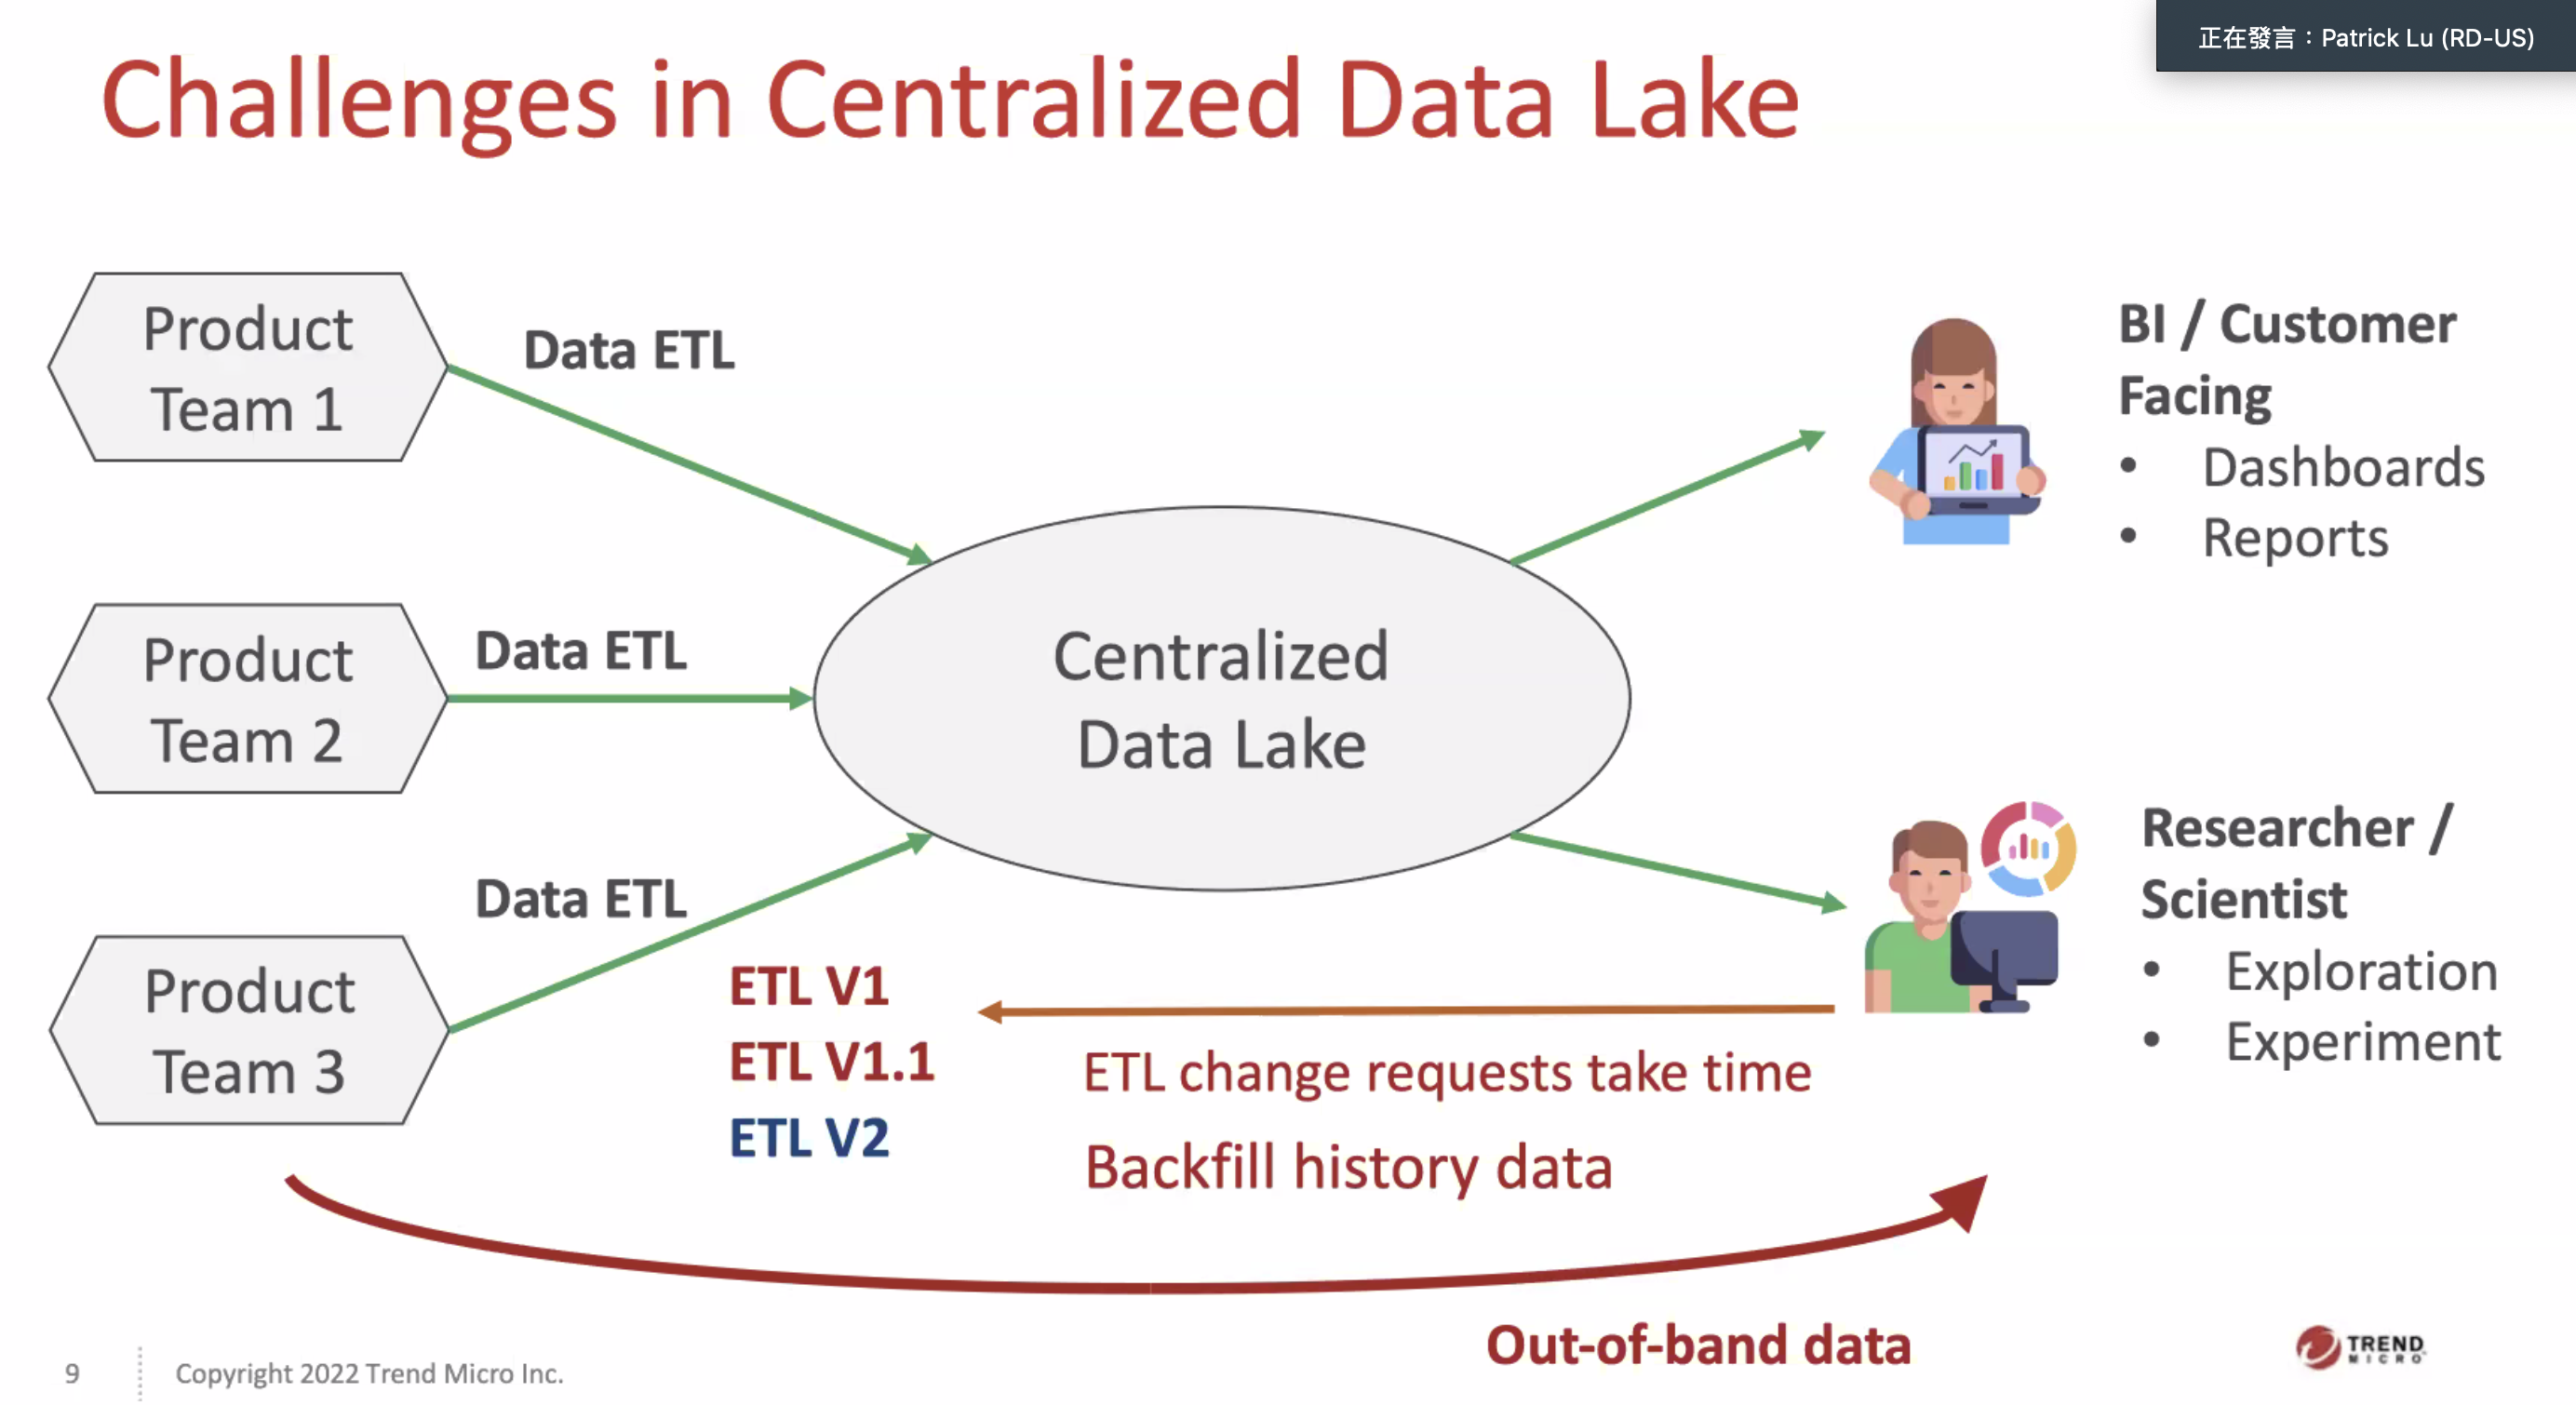 正在發言：Patrick Lu (RD-US)
Challenges in Centralized Data Lake
Product
Team 1
Data ETL
Product
Team 2
Data ETL
Product
Team 3
Data ETL
Centralized
Data Lake
BI / Customer
Facing
• Dashboards
• Reports
Researcher /
Scientist
• Exploration
• Experiment
ETL V1
ETL V1.1
ETL V2
ETL change requests take time
Backfill history data
Out-of-band data
9
Copyright 2022 Trend Micro Inc.
TREND
MICRO